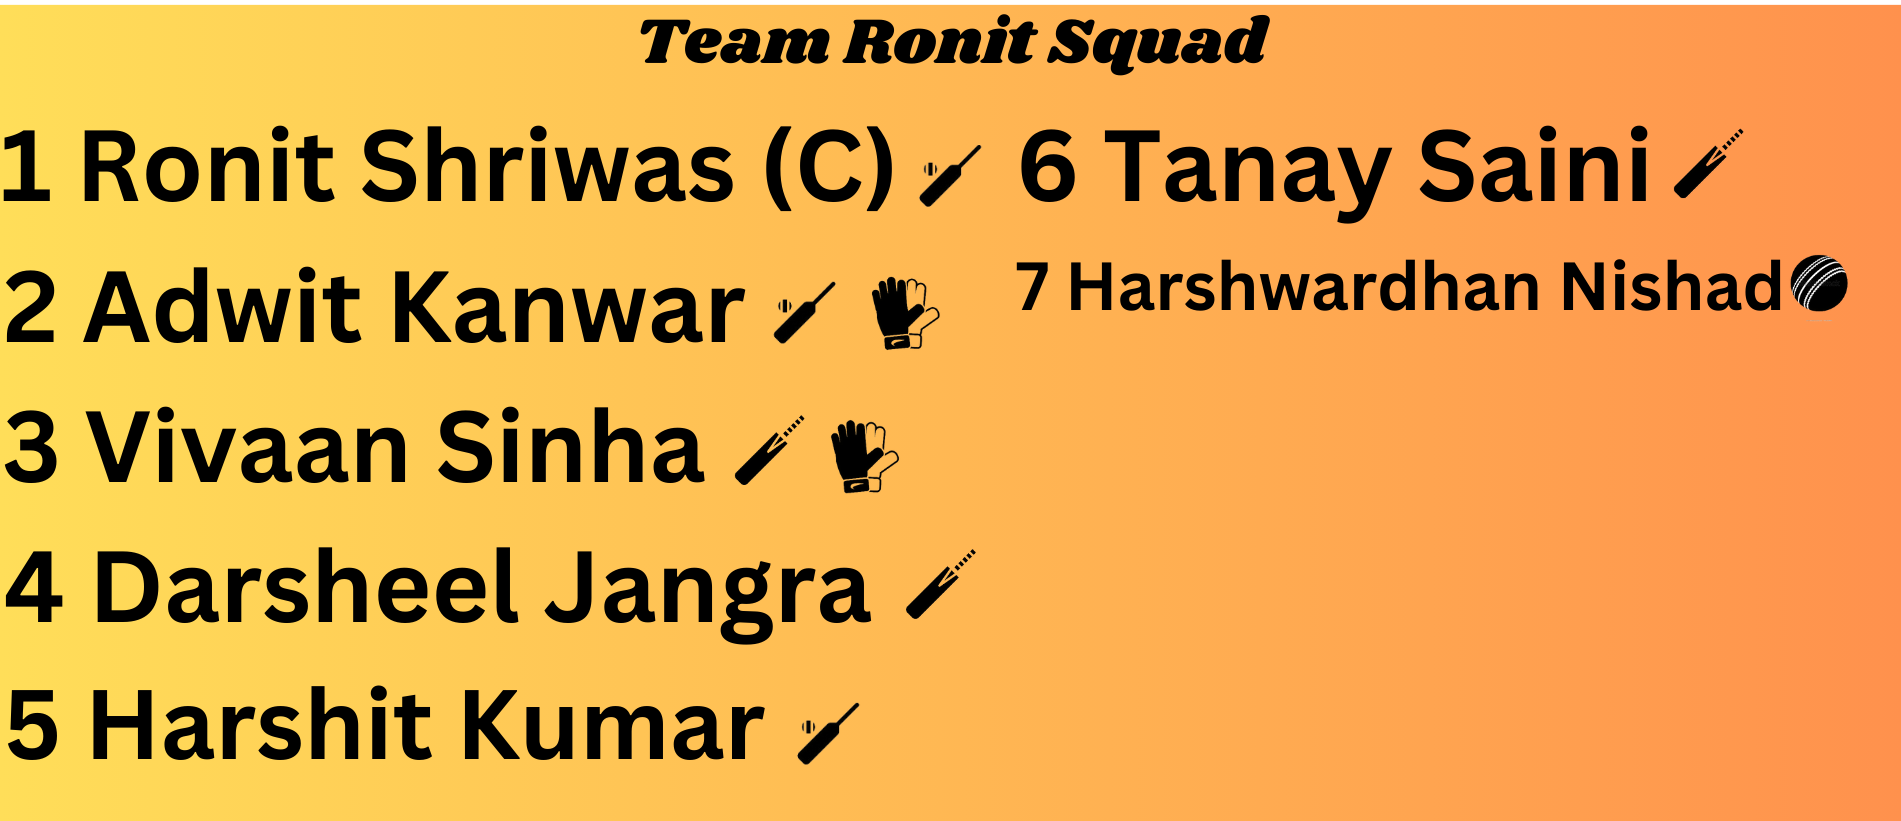 Team Ronit Squad
1 Ronit Shriwas (C)
2 Adwit Kanwar
3 Vivaan Sinha
4 Darsheel Jangra
5 Harshit Kumar
6 Tanay Saini
7 Harshwardhan Nishad